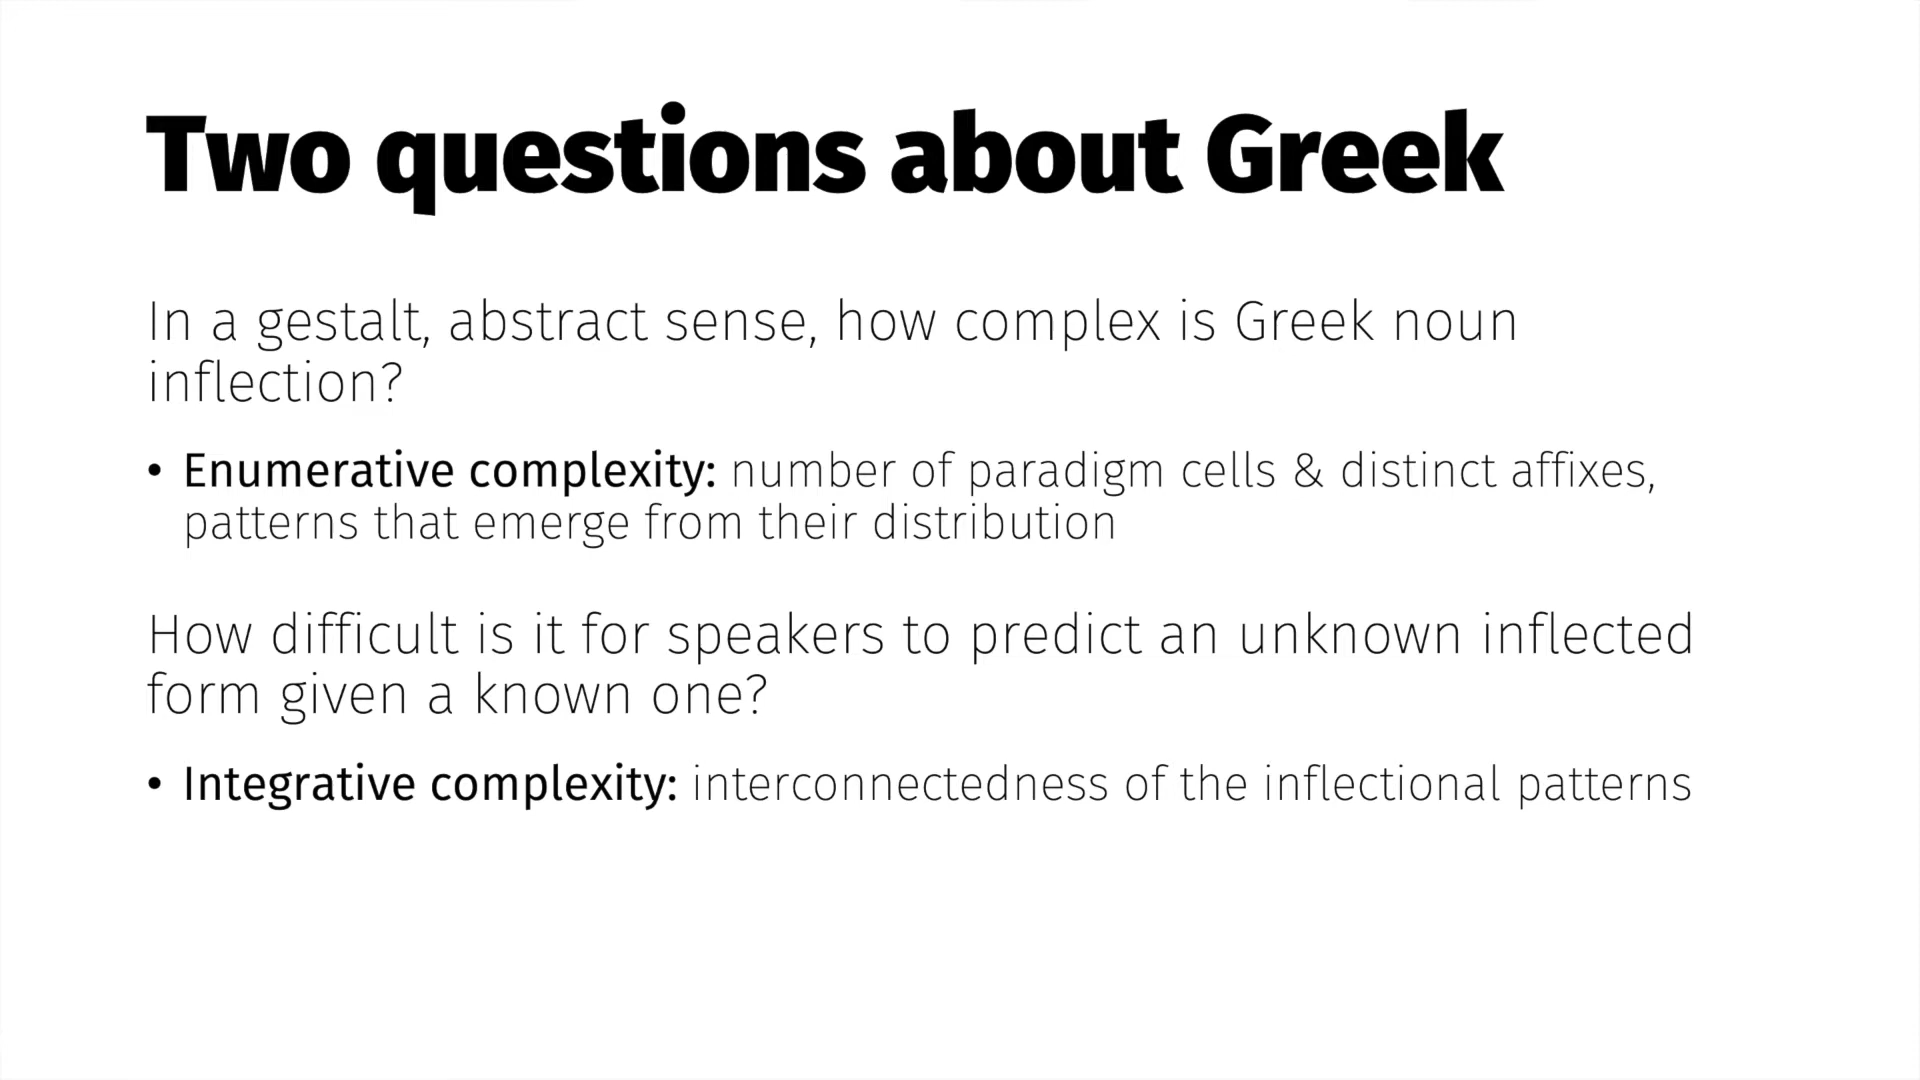 Two questions about Greek
In a gestalt, abstract sense, how complex is Greek noun
inflection?
• Enumerative complexity: number of paradigm cells & distinct affixes,
patterns that emerge from their distribution
How difficult is it for speakers to predict an unknown inflected
form given a known one?
• Integrative complexity: interconnectedness of the inflectional patterns